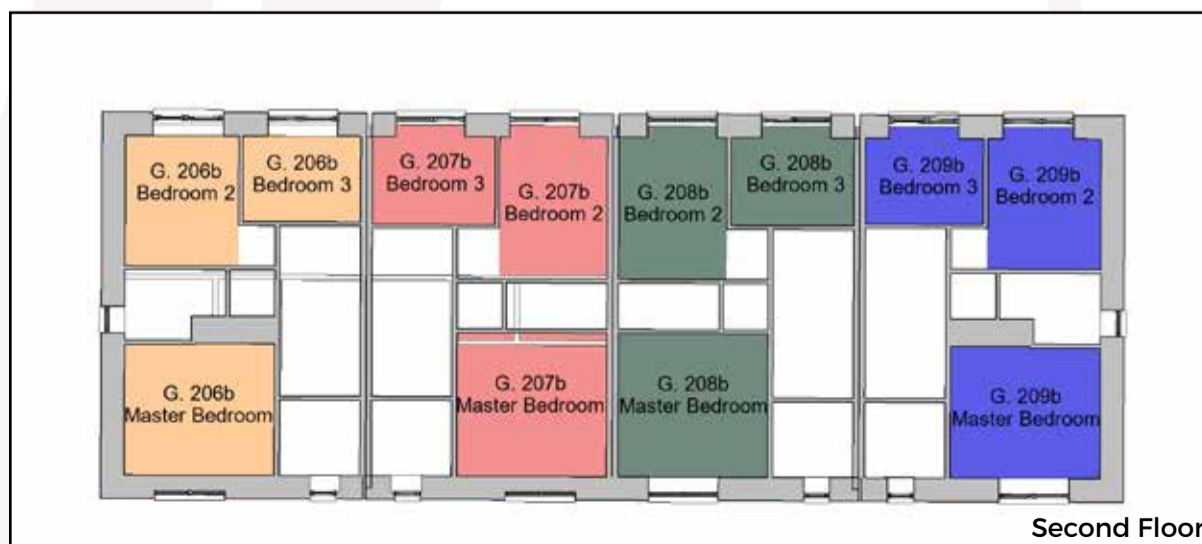 G. 206b
Bedroom 2
G. 206b
Bedroom 3
G. 207b
Bedroom 3
G. 207b
Bedroom 2
G. 208b
Bedroom 2
G. 208b
Bedroom 3
G. 209b
Bedroom 3
G. 209b
Bedroom 2
G. 206b
Master Bedroom
G. 207b
Master Bedroom
G. 208b
Master Bedroom
G. 209b
Master Bedroom
Second Floor